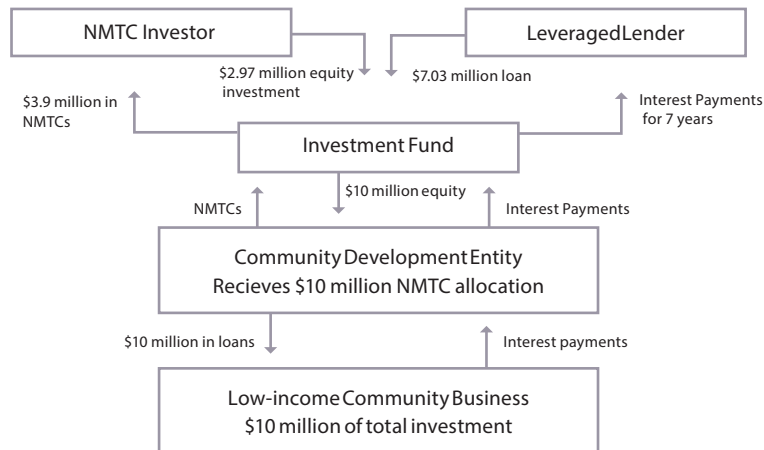 NMTC Investor
Leveraged Lender
$2.97 million equity
investment
$7.03 million loan
$3.9 million in
NMTCs
Interest Payments
for 7 years
Investment Fund
$10 million equity
NMTCs
Interest Payments
Community Development Entity
Recieves $10 million NMTC allocation
$10 million in loans
Interest payments
Low-income Community Business
$10 million of total investment